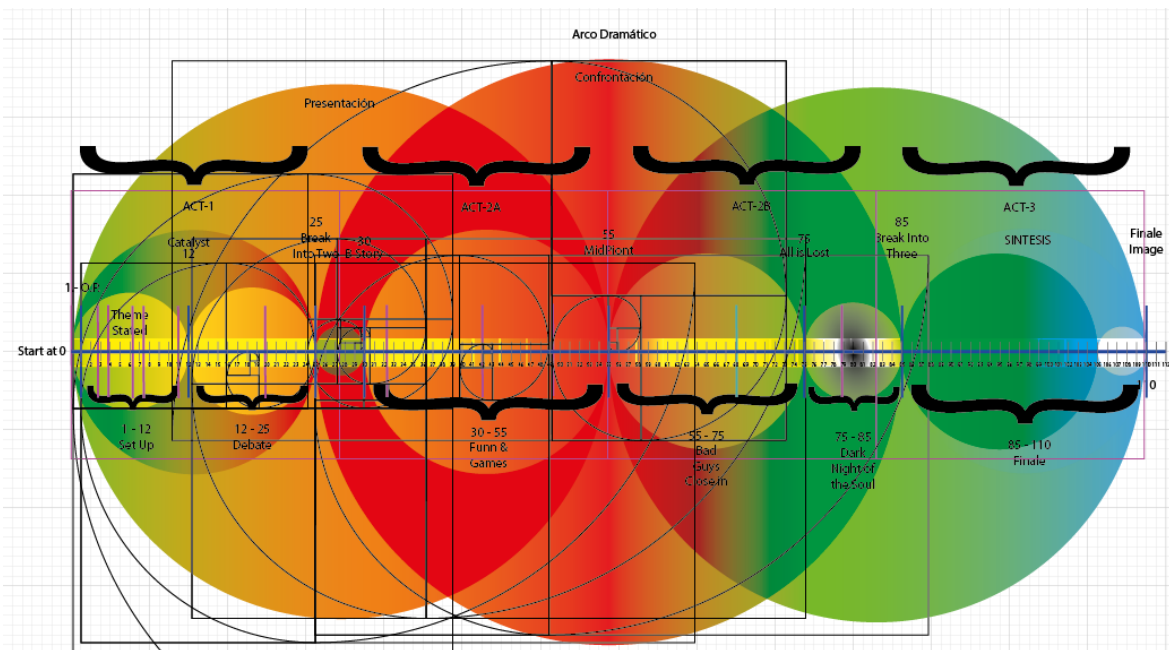 Arco Dramático
Confrontación
Presentación
ACT-1
ACT-2A
ACT-2B
ACT-3
25
Break
Into Two
30
B story
Catalyst
12
55
MidPiont
75
All is Lost
85
Break Into
Three
SINTESIS
Finale
Image
1 - O.P.
Theme
Stated
Start at 0
0
1 - 12
Set Up
12 - 25
Debate
30 - 55
Funn &
Games
55 - 75
Bad
Guys
Close in
75 - 85
Dark
Night of
the Soul
85 - 110
Finale